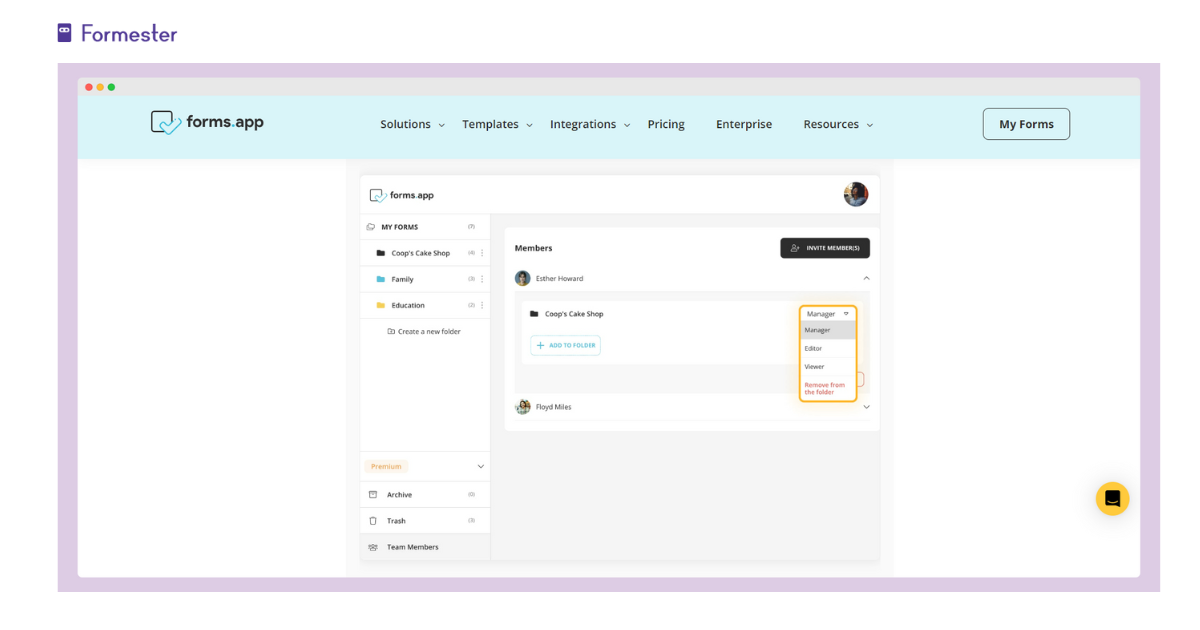 Formester
forms.app
Solutions Templates Integrations Pricing Enterprise Resources
My Forms
forms.app
MY FORMS (7)
Coop's Cake Shop (4)
Family (3)
Education (2)
Create a new folder
Premium
Archive (0)
Trash (3)
Team Members
Members
INVITE MEMBER(S)
Esther Howard
Coop's Cake Shop
Manager
Manager
Editor
Viewer
Remove from
the folder
+ ADD TO FOLDER
Floyd Miles